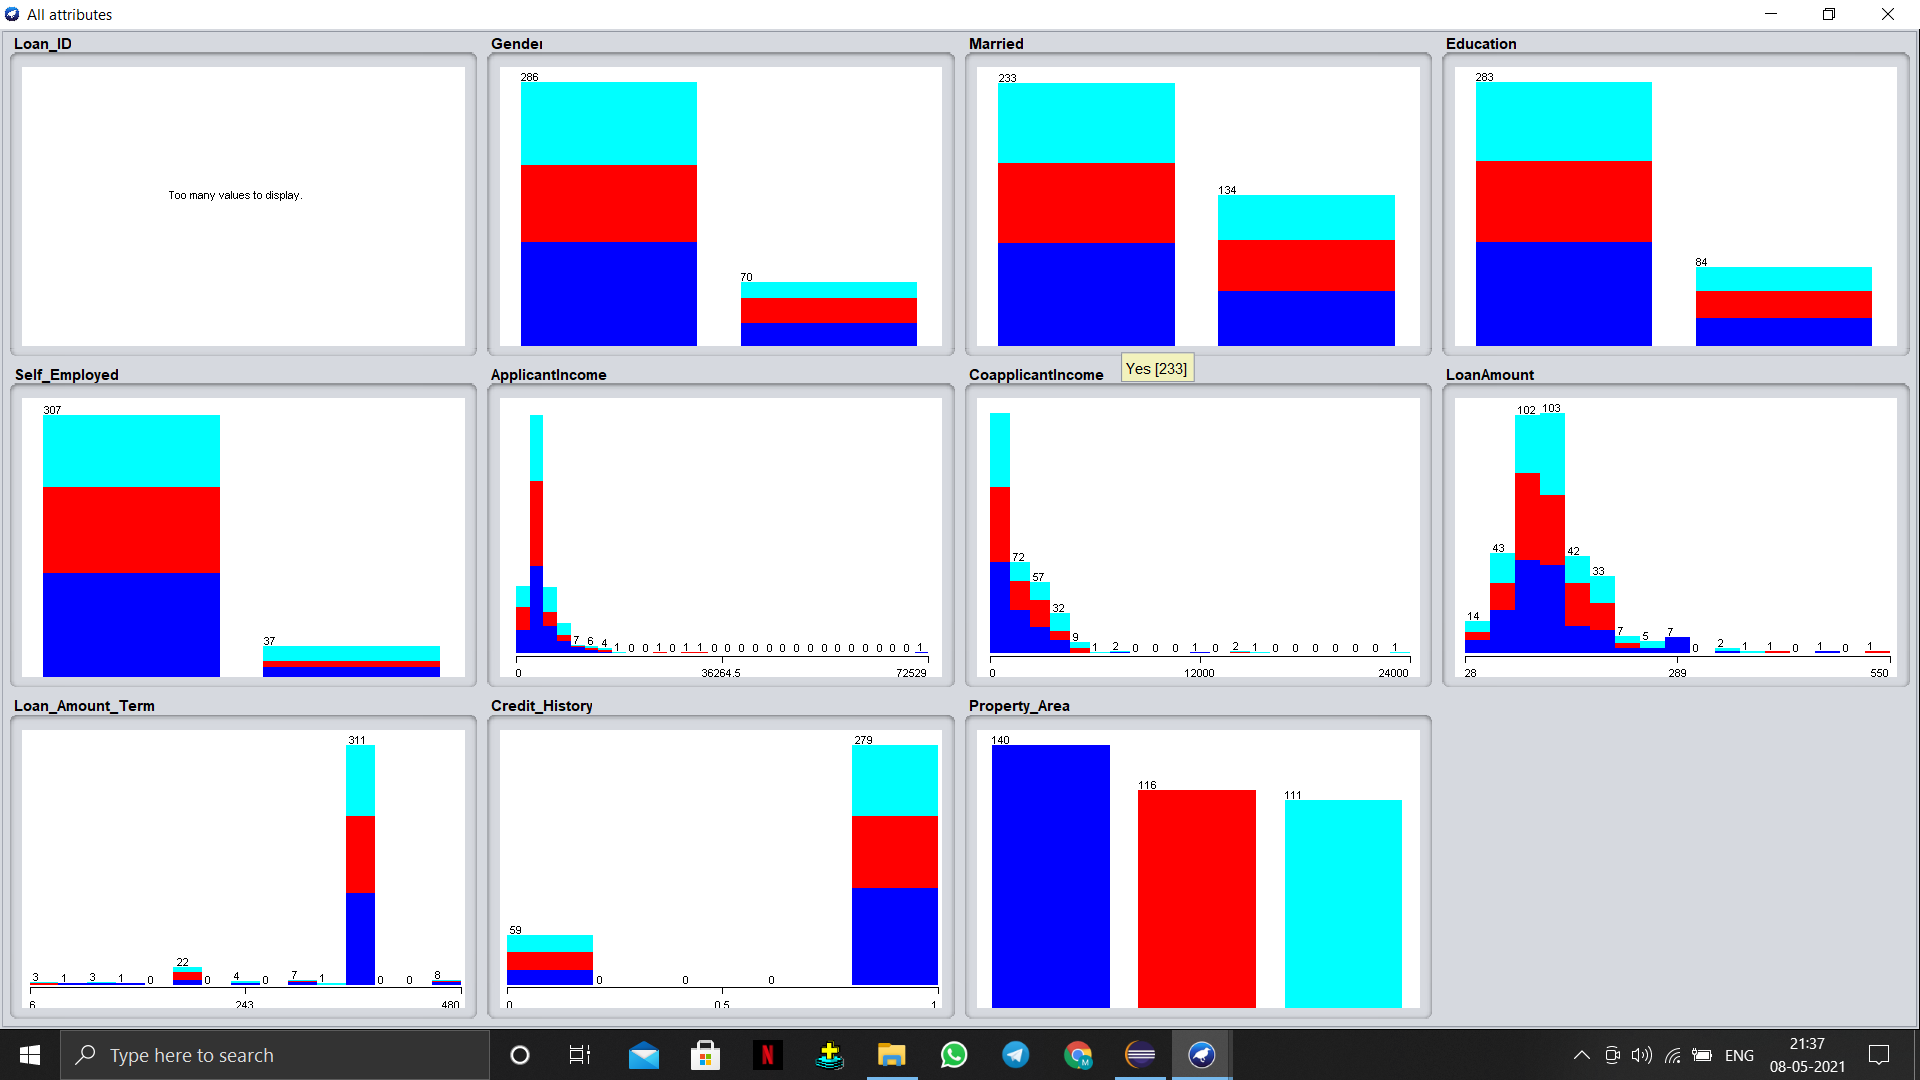 All attributes
Loan_ID
Gender
Married
Education
Too many values to display.
286
70
233
134
283
84
Yes [233]
Self_Employed
ApplicantIncome
CoapplicantIncome
LoanAmount
307
37
7 6 4 1 0 0 1 0 1 1 0 0 0 0 0 0 0 0 0 0 0 0 0 0 0 1
0 36264.5 72529
72 57 32 9 1 2 0 0 0 1 0 2 1 0 0 0 0 0 1
0 12000 24000
14 43 102 103 42 33 7 5 7 0 2 1 1 0 1 0 1
28 289 550
Loan_Amount_Term
Credit_History
Property_Area
3 1 3 1 0 22 0 4 0 7 1 311 0 0 8
6 243 480
59 0 0 0 279
0 0.5 1
140
116
111
Type here to search
N
M
ENG
21:37
08-05-2021